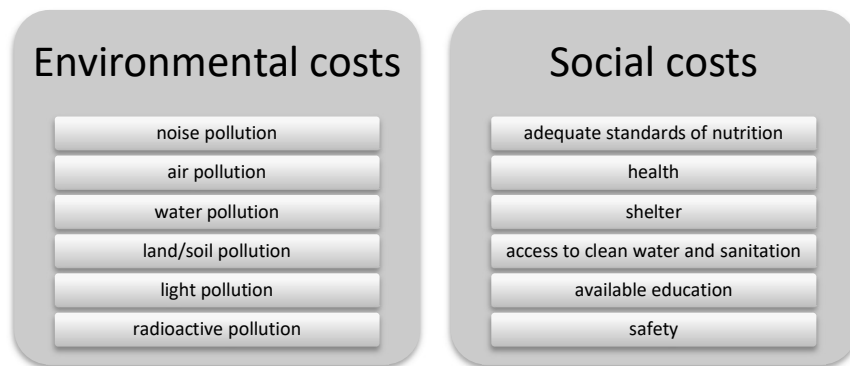 Environmental costs
noise pollution
air pollution
water pollution
land/soil pollution
light pollution
radioactive pollution
Social costs
adequate standards of nutrition
health
shelter
access to clean water and sanitation
available education
safety